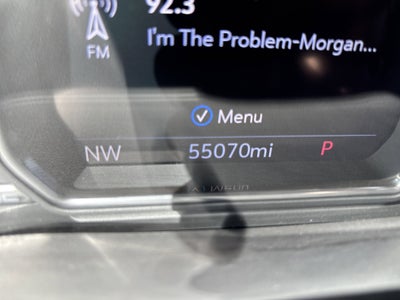 92.3
FM
I'm The Problem-Morgan...
Menu
NW 55070mi P